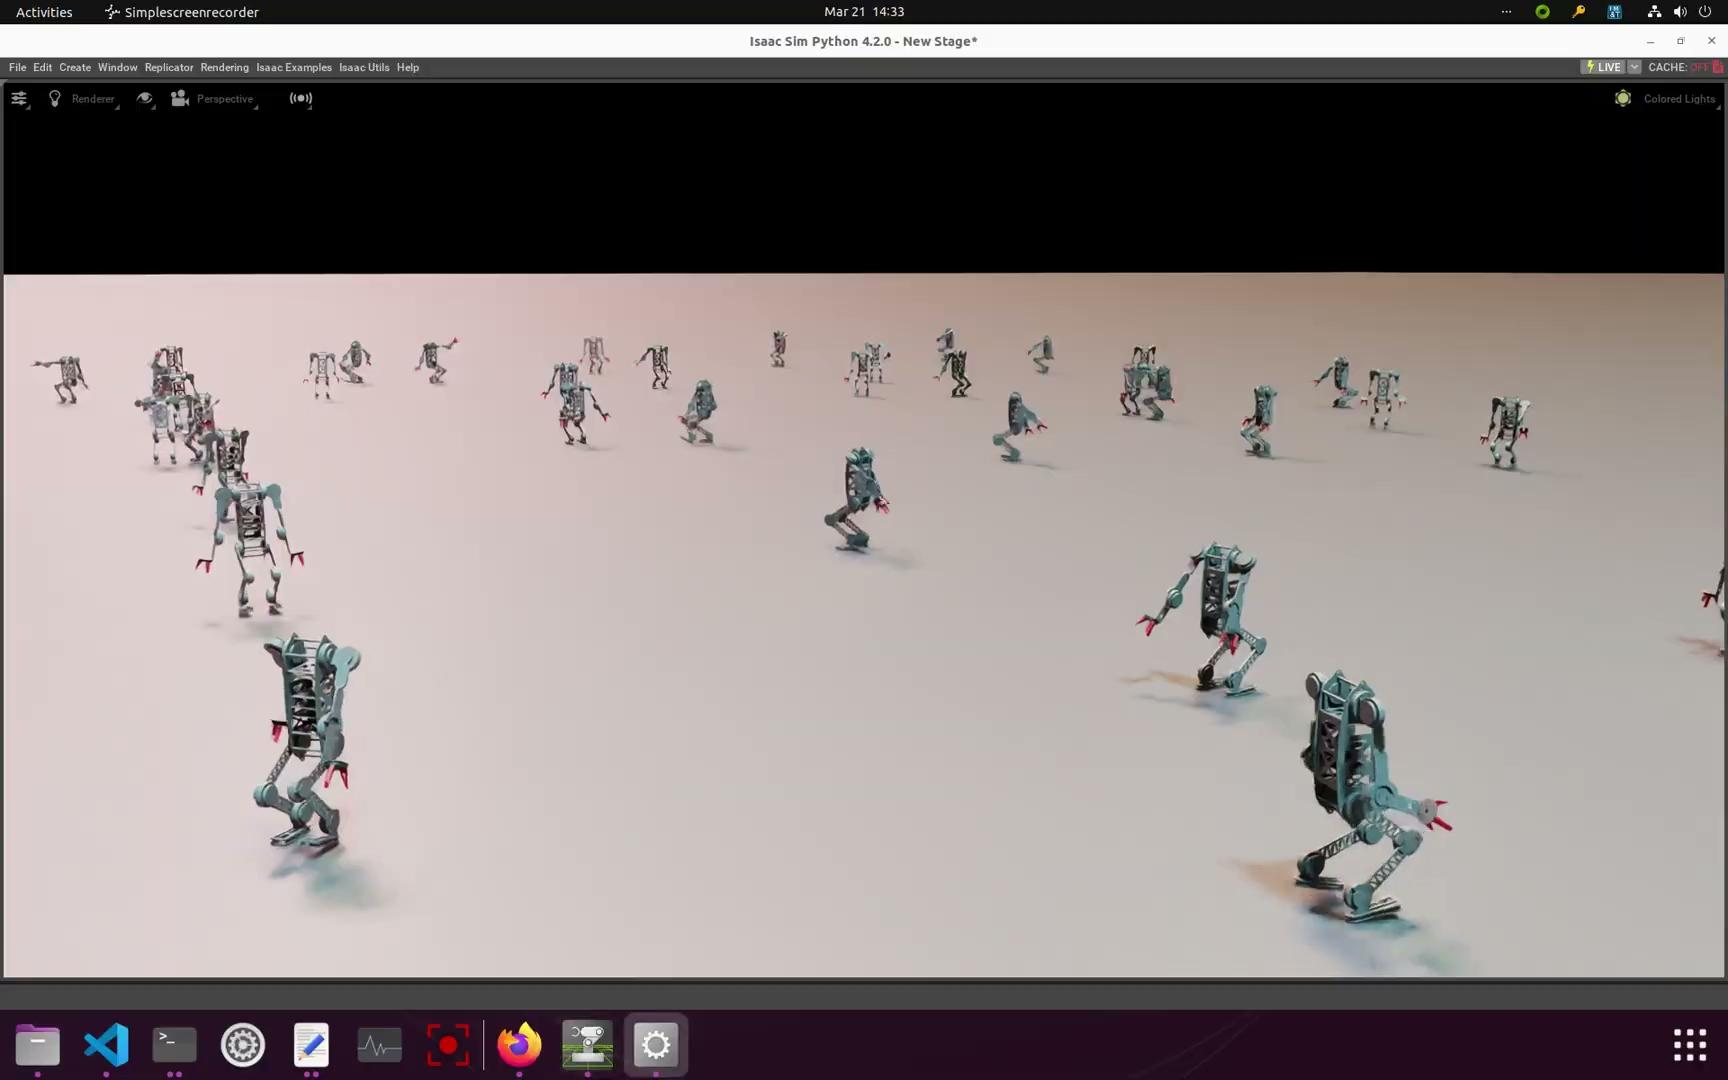 Activities
Simplescreenrecorder
Mar 21 14:33
Isaac Sim Python 4.2.0 - New Stage*
File Edit Create Window Replicator Rendering Isaac Examples Isaac Utils Help
LIVE
CACHE: OFF
Renderer
Perspective
Colored Lights